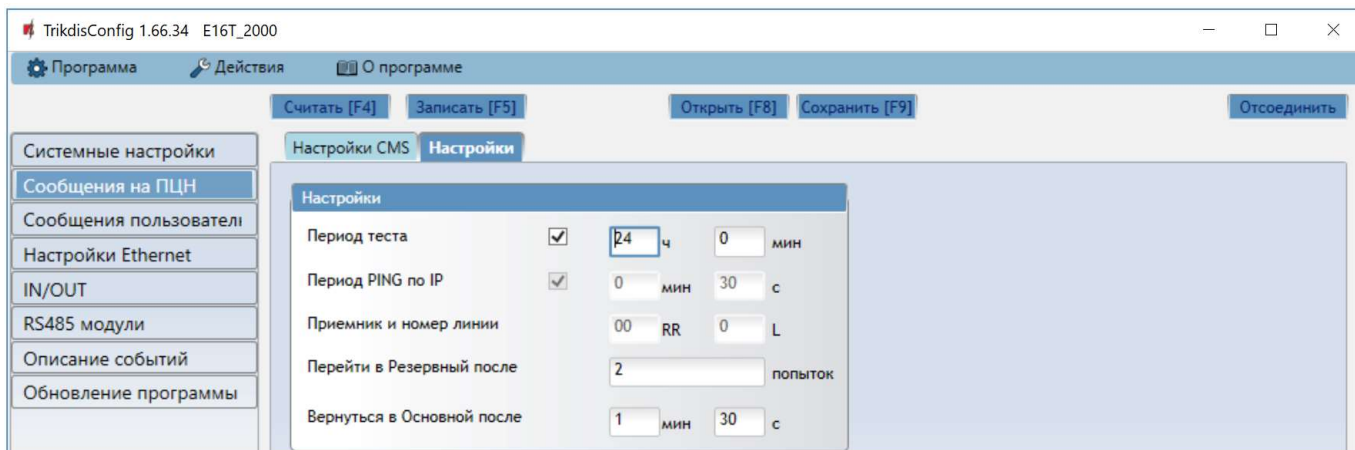 TrikdisConfig 1.66.34 E16T_2000
Программа Действия О программе
Считать [F4] Записать [F5] Открыть [F8] Сохранить [F9] Отсоединить
Системные настройки
Сообщения на ПЦН
Сообщения пользовател
Настройки Ethernet
IN/OUT
RS485 модули
Описание событий
Обновление программы
Настройки CMS Настройки
Настройки
Период теста 24 ч 0 мин
Период PING по IP 0 мин 30 с
Приемник и номер линии 00 RR 0 L
Перейти в Резервный после 2 попыток
Вернуться в Основной после 1 мин 30 с